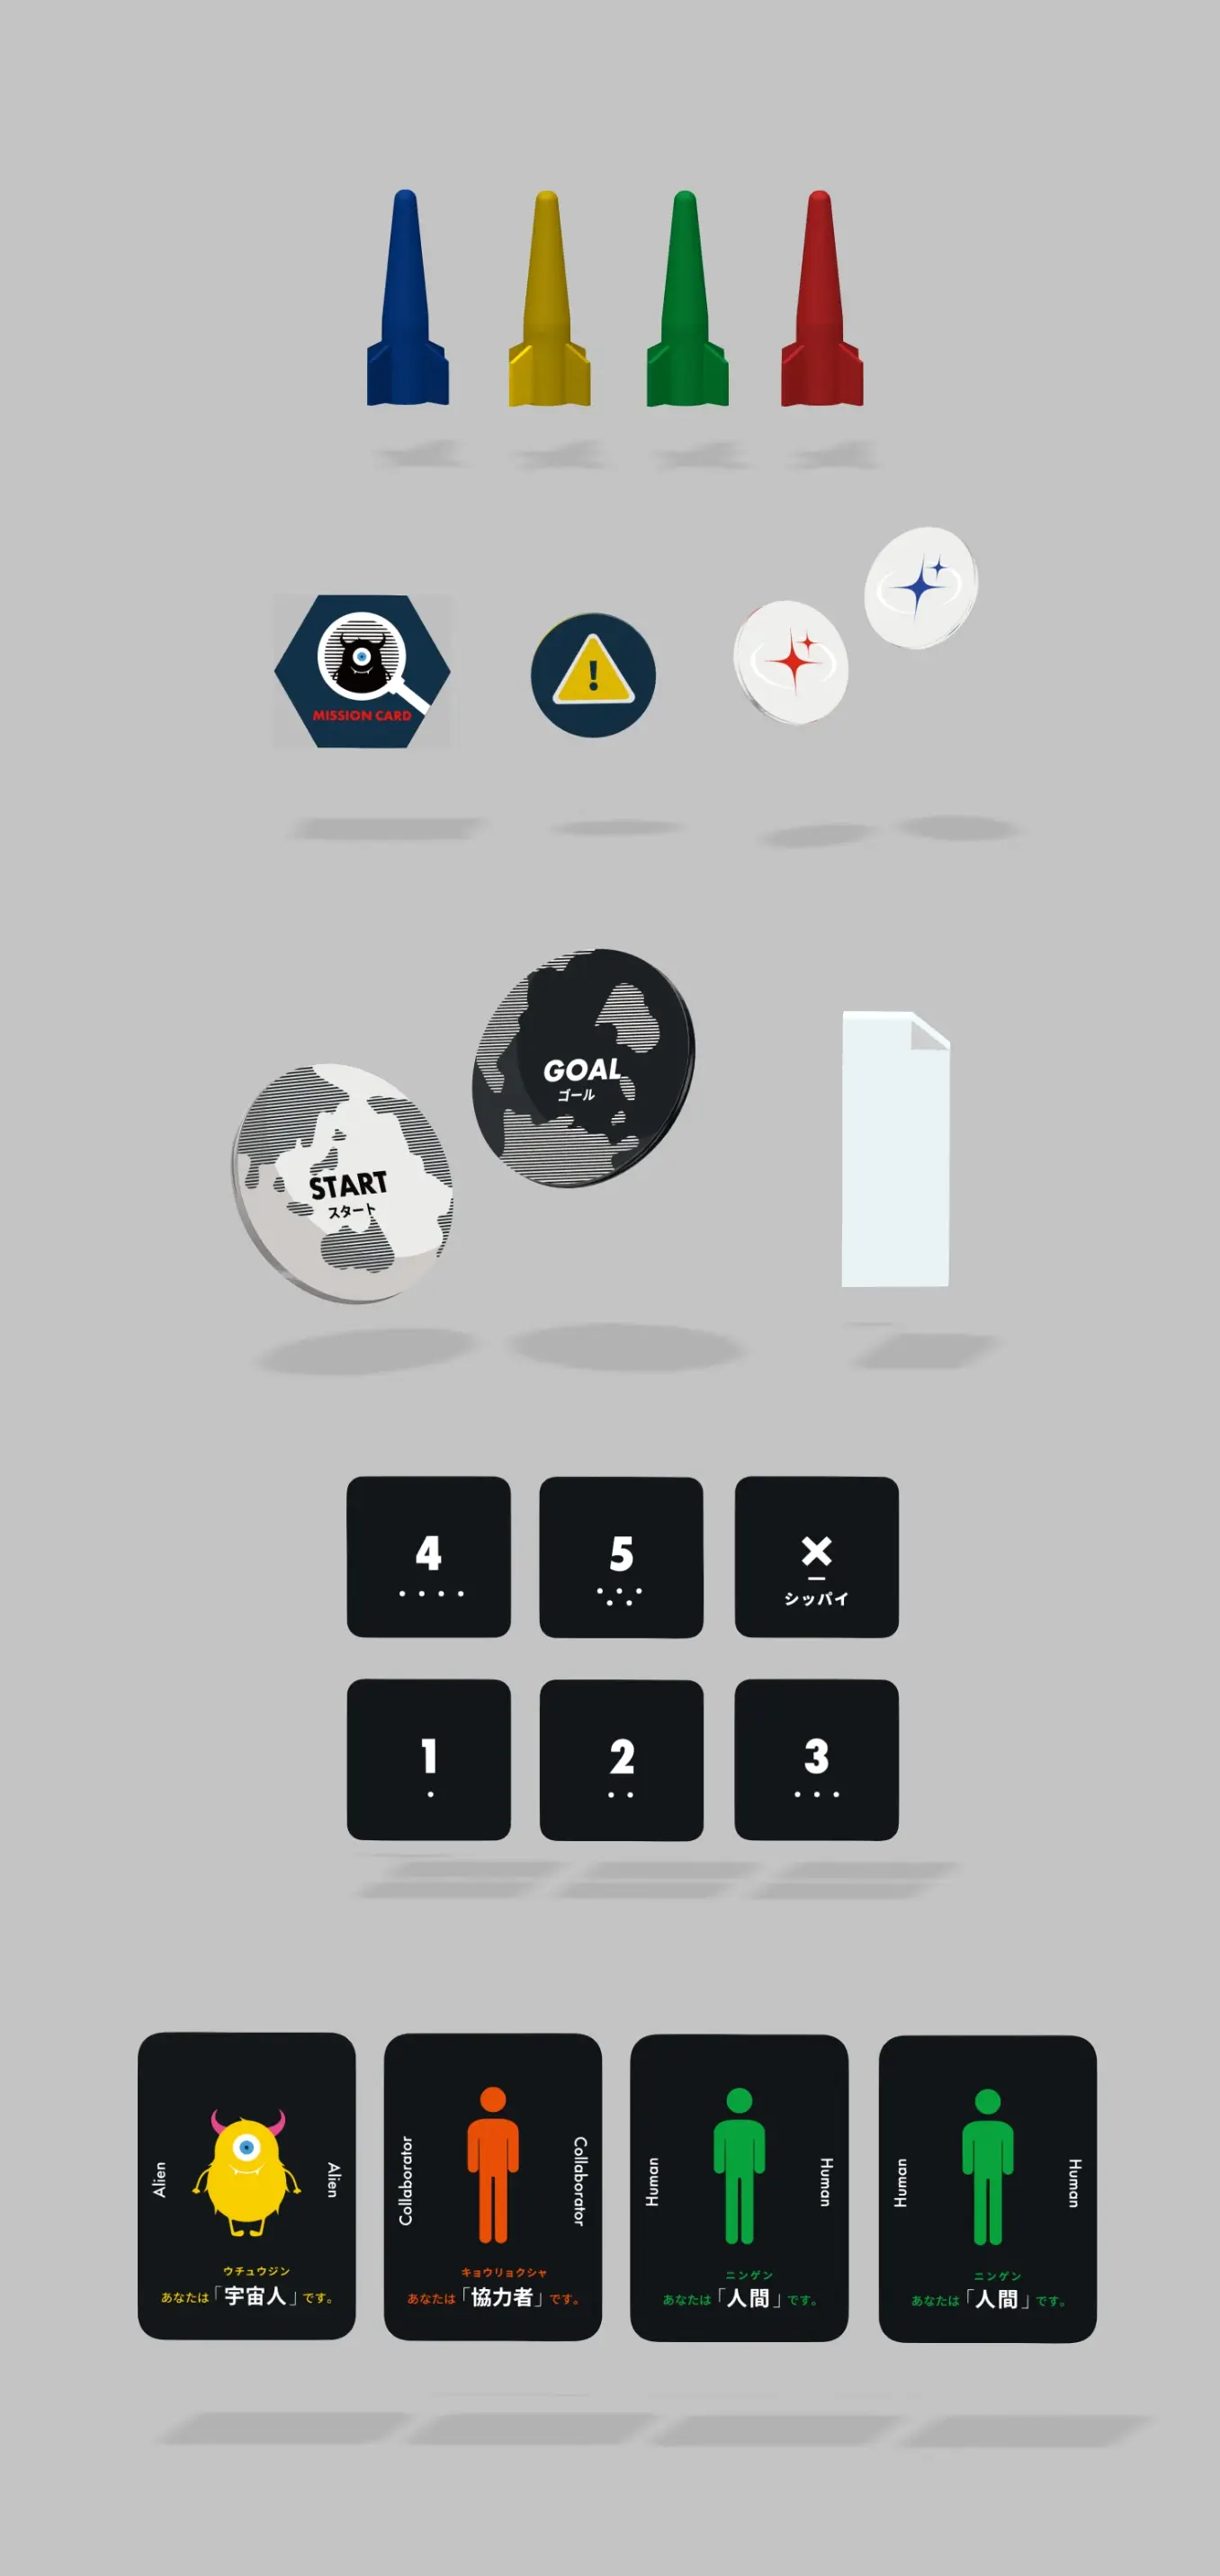 MISSION CARD
!
GOAL
ゴール
START
スタート
4
5
×
シッパイ
1
2
3
Alien
Alien
ウチュウジン
あなたは「宇宙人」です。
Collaborator
Collaborator
キョウリョクシャ
あなたは「協力者」です。
Human
Human
ニンゲン
あなたは「人間」です。
Human
Human
ニンゲン
あなたは「人間」です。